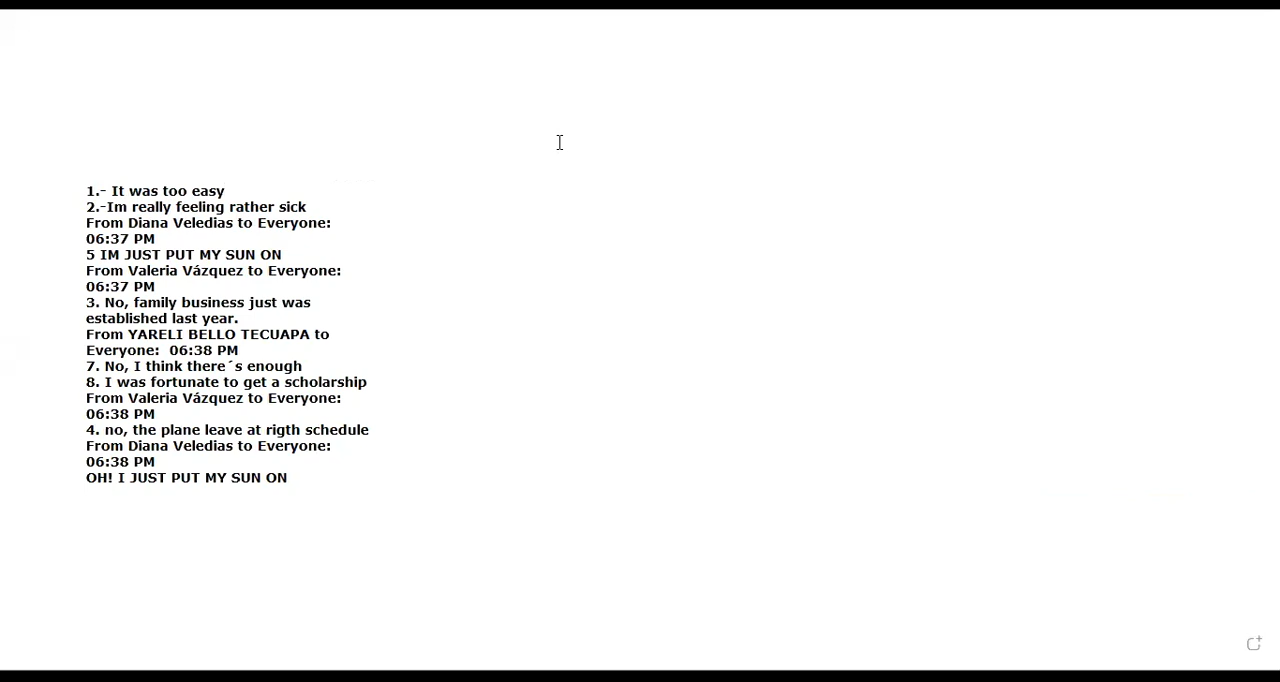 1.- It was too easy
2.-Im really feeling rather sick
From Diana Veledias to Everyone:
06:37 PM
5 IM JUST PUT MY SUN ON
From Valeria Vázquez to Everyone:
06:37 PM
3. No, family business just was
established last year.
From YARELI BELLO TECUAPA to
Everyone:  06:38 PM
7. No, I think there´s enough
8. I was fortunate to get a scholarship
From Valeria Vázquez to Everyone:
06:38 PM
4. no, the plane leave at rigth schedule
From Diana Veledias to Everyone:
06:38 PM
OH! I JUST PUT MY SUN ON